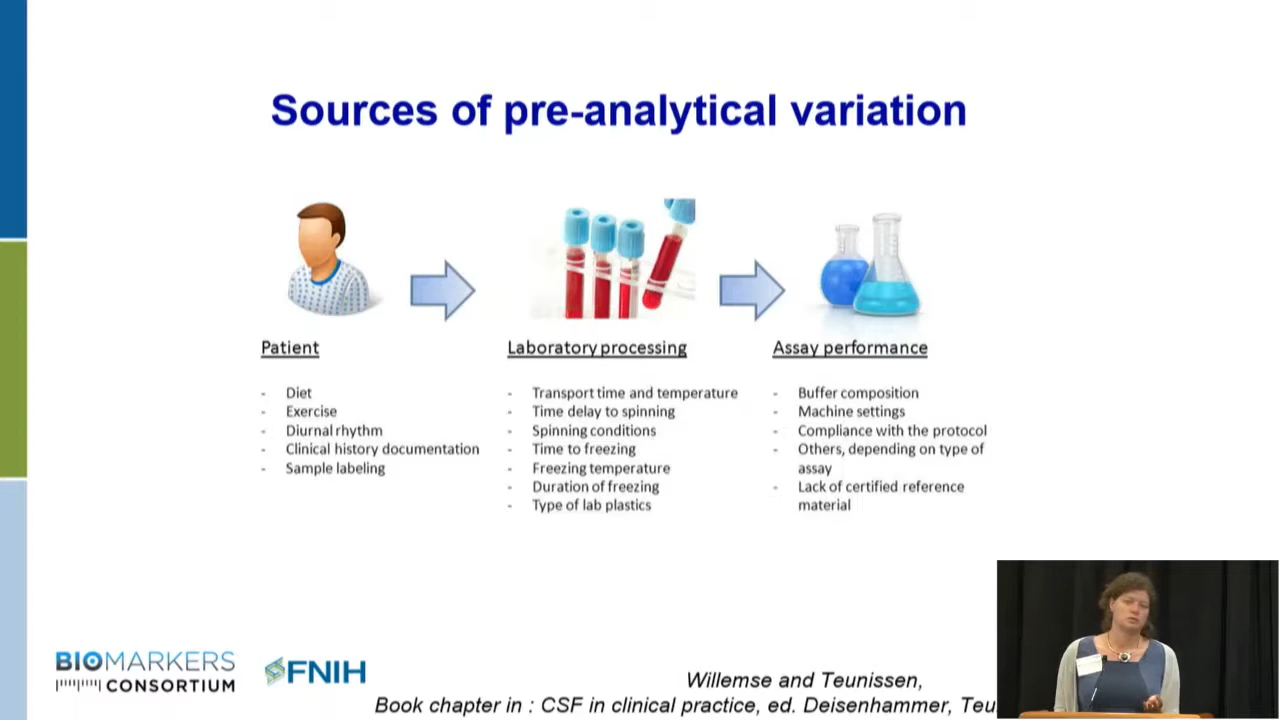 Sources of pre-analytical variation
Patient
- Diet
- Exercise
- Diurnal rhythm
- Clinical history documentation
- Sample labeling
Laboratory processing
- Transport time and temperature
- Time delay to spinning
- Spinning conditions
- Time to freezing
- Freezing temperature
- Duration of freezing
- Type of lab plastics
Assay performance
- Buffer composition
- Machine settings
- Compliance with the protocol
- Others, depending on type of
assay
- Lack of certified reference
material
BIOMARKERS
CONSORTIUM
FNIH
Willemse and Teunissen,
Book chapter in : CSF in clinical practice, ed. Deisenhammer, Teu